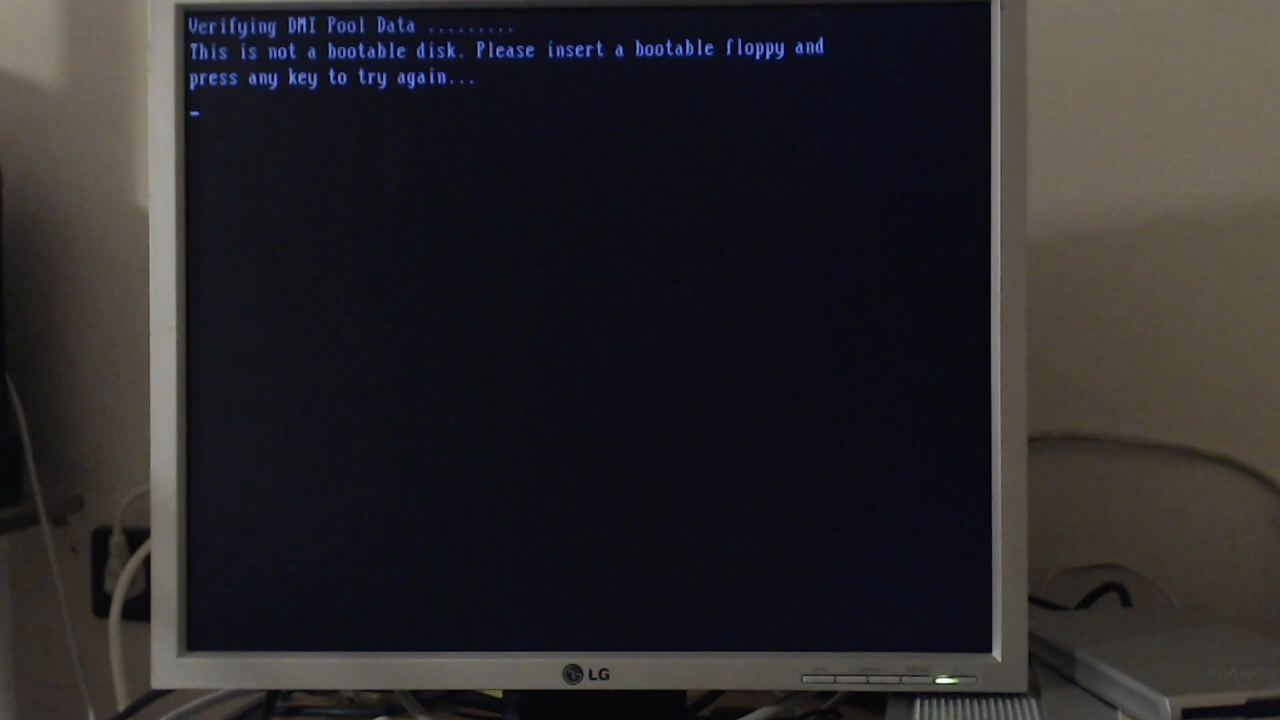 Verifying DMI Pool Data .........
This is not a bootable disk. Please insert a bootable floppy and
press any key to try again...
LG